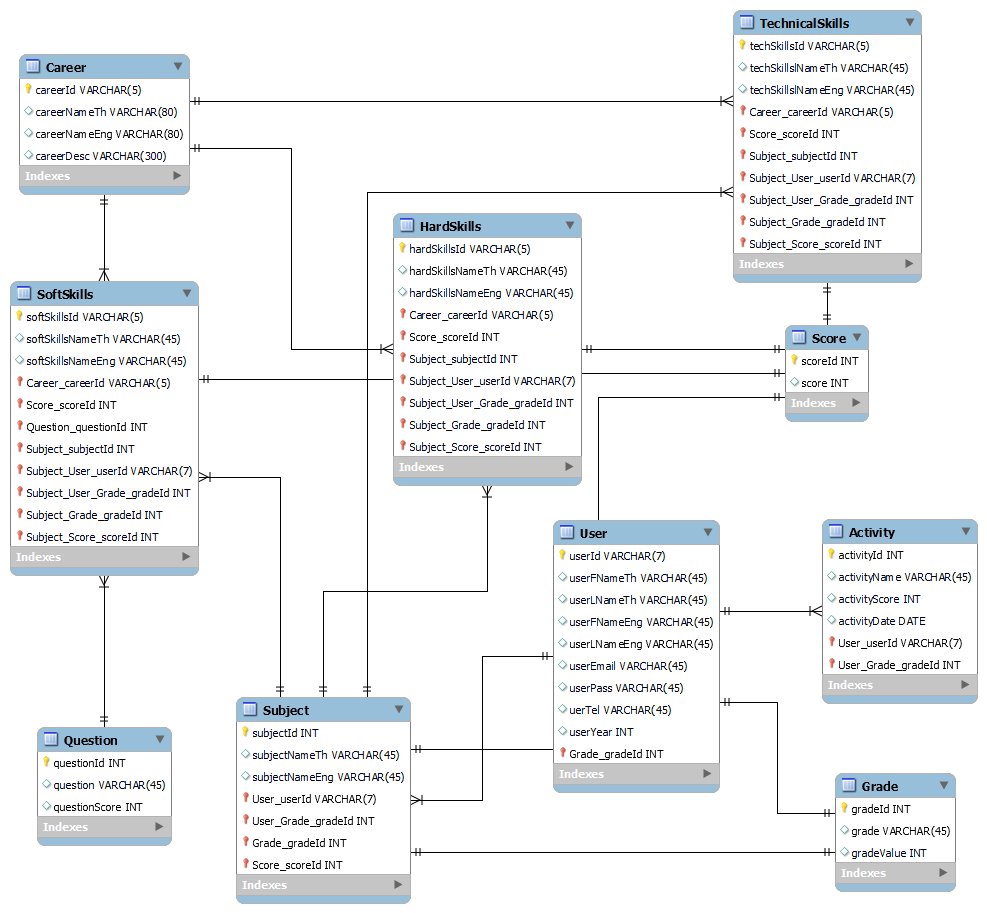 Career
careerId VARCHAR(5)
careerNameTh VARCHAR(80)
careerNameEng VARCHAR(80)
careerDesc VARCHAR(300)
Indexes
TechnicalSkills
techSkillsId VARCHAR(5)
techSkillslNameTh VARCHAR(45)
techSkillslNameEng VARCHAR(45)
Career_careerId VARCHAR(5)
Score_scoreId INT
Subject_subjectId INT
Subject_User_userId VARCHAR(7)
Subject_User_Grade_gradeId INT
Subject_Grade_gradeId INT
Subject_Score_scoreId INT
Indexes
HardSkills
hardSkillsId VARCHAR(5)
hardSkillsNameTh VARCHAR(45)
hardSkillsNameEng VARCHAR(45)
Career_careerId VARCHAR(5)
Score_scoreId INT
Subject_subjectId INT
Subject_User_userId VARCHAR(7)
Subject_User_Grade_gradeId INT
Subject_Grade_gradeId INT
Subject_Score_scoreId INT
Indexes
SoftSkills
softSkillsId VARCHAR(5)
softSkillsNameTh VARCHAR(45)
softSkillsNameEng VARCHAR(45)
Career_careerId VARCHAR(5)
Score_scoreId INT
Question_questionId INT
Subject_subjectId INT
Subject_User_userId VARCHAR(7)
Subject_User_Grade_gradeId INT
Subject_Grade_gradeId INT
Subject_Score_scoreId INT
Indexes
Score
scoreId INT
score INT
Indexes
User
userId VARCHAR(7)
userFNameTh VARCHAR(45)
userLNameTh VARCHAR(45)
userFNameEng VARCHAR(45)
userLNameEng VARCHAR(45)
userEmail VARCHAR(45)
userPass VARCHAR(45)
uerTel VARCHAR(45)
userYear INT
Grade_gradeId INT
Indexes
Activity
activityId INT
activityName VARCHAR(45)
activityScore INT
activityDate DATE
User_userId VARCHAR(7)
User_Grade_gradeId INT
Indexes
Question
questionId INT
question VARCHAR(45)
questionScore INT
Indexes
Subject
subjectId INT
subjectNameTh VARCHAR(45)
subjectNameEng VARCHAR(45)
User_userId VARCHAR(7)
User_Grade_gradeId INT
Grade_gradeId INT
Score_scoreId INT
Indexes
Grade
gradeId INT
grade VARCHAR(45)
gradeValue INT
Indexes